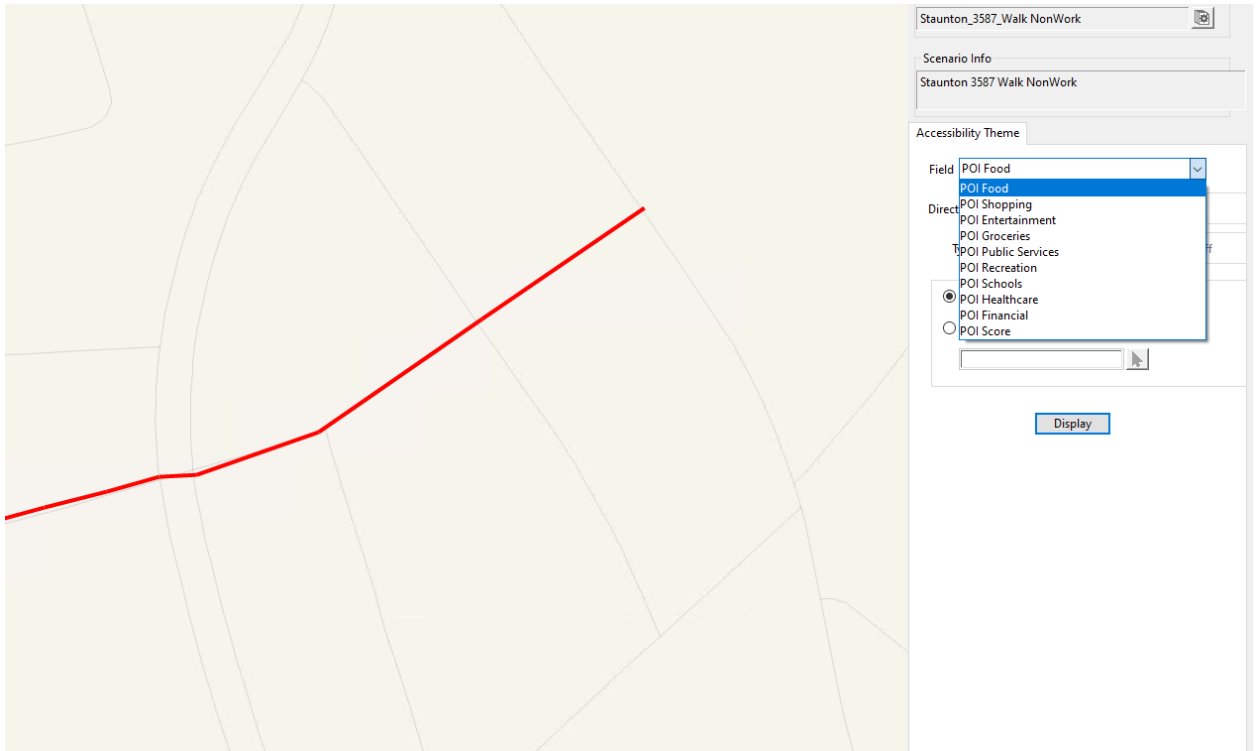 Staunton_3587_Walk NonWork
Scenario Info
Staunton 3587 Walk NonWork
Accessibility Theme
Field POI Food
POI Food
Direct POI Shopping
POI Entertainment
POI Groceries
POI Public Services
POI Recreation
POI Schools
POI Healthcare
POI Financial
POI Score
Display